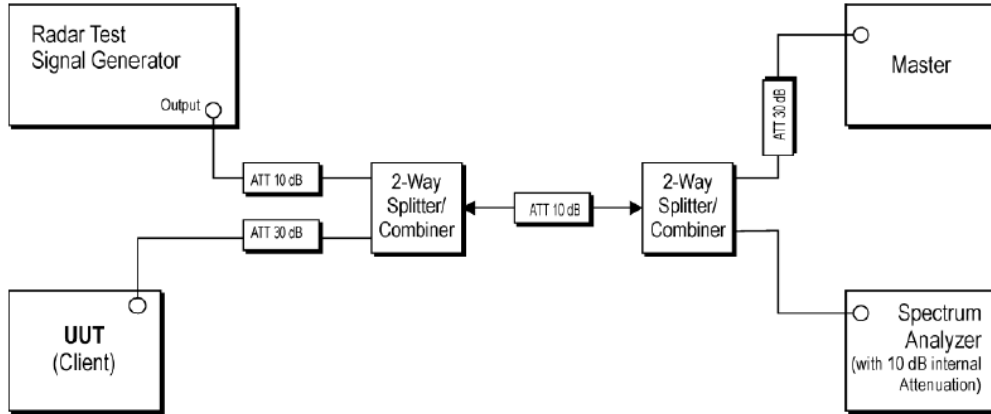 Radar Test
Signal Generator
Output
ATT 10 dB
ATT 30 dB
UUT
(Client)
2-Way
Splitter/
Combiner
ATT 10 dB
2-Way
Splitter/
Combiner
ATT 30 dB
Master
Spectrum
Analyzer
(with 10 dB internal
Attenuation)